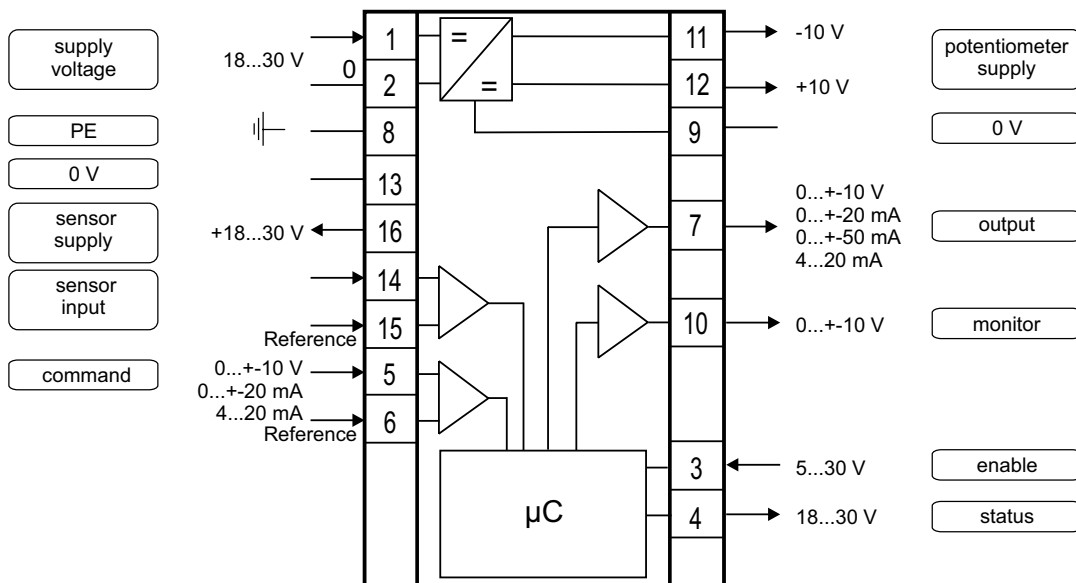 supply
voltage
18...30 V
0
1
2
=
=
11
-10 V
12
+10 V
potentiometer
supply
PE
8
9
0 V
0 V
13
sensor
supply
+18...30 V
16
7
0...+-10 V
0...+-20 mA
0...+-50 mA
4...20 mA
output
sensor
input
14
15
Reference
10
0...+-10 V
monitor
command
0...+-10 V
0...+-20 mA
4...20 mA
Reference
5
6
µC
3
5...30 V
enable
4
18...30 V
status